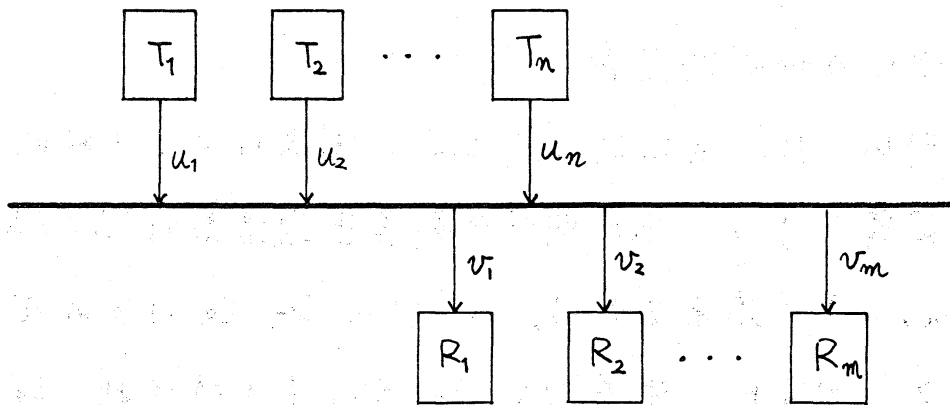 T₁ T₂ ... Tₙ
u₁ u₂ uₙ
v₁ v₂ vₘ
R₁ R₂ ... Rₘ